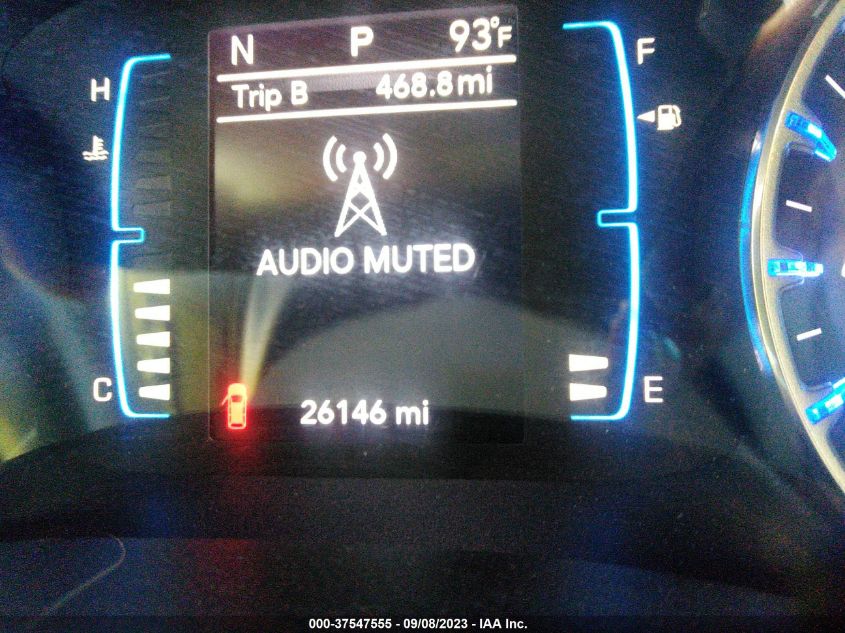 N P 93°F
Trip B 468.8 mi
H F
AUDIO MUTED
C E
26146 mi
000-37547555 - 09/08/2023 - IAA Inc.